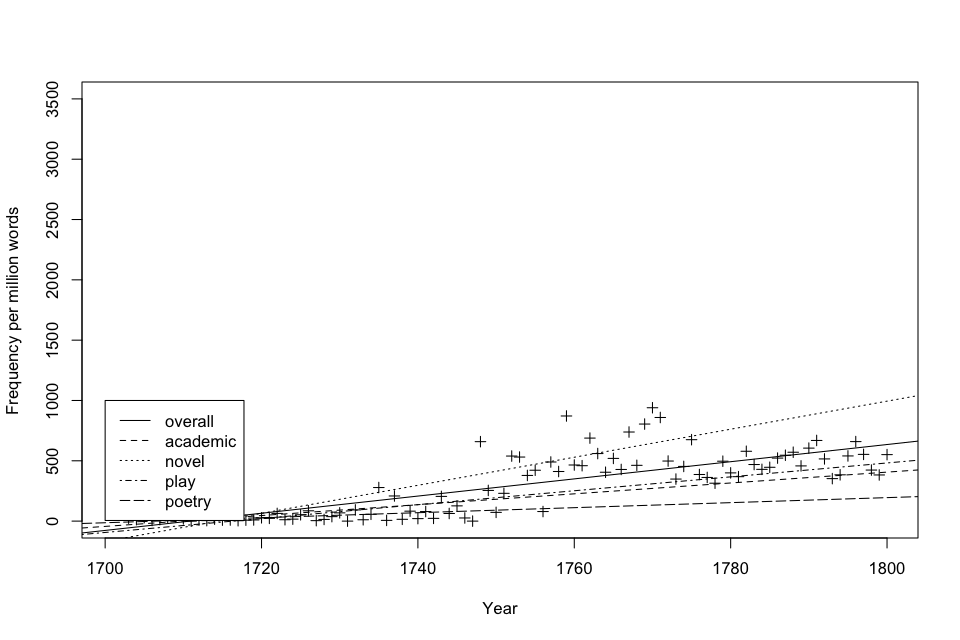 3500
3000
2500
2000
1500
1000
500
0
Frequency per million words
overall
academic
novel
play
poetry
1700 1720 1740 1760 1780 1800
Year